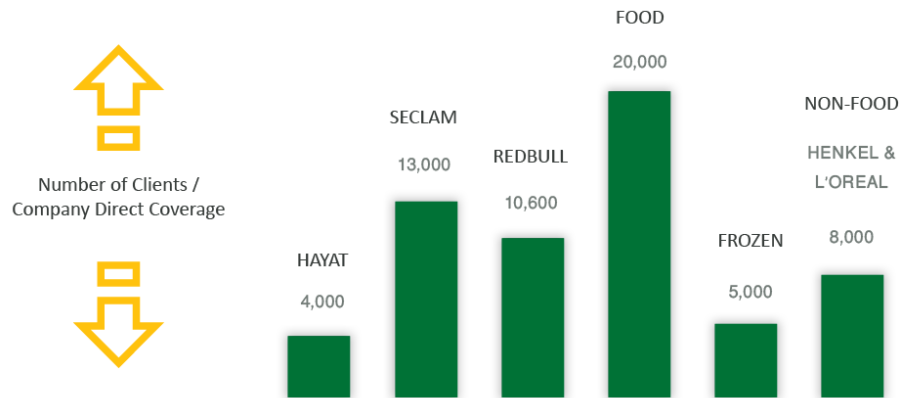 Number of Clients /
Company Direct Coverage
HAYAT
4,000
SECLAM
13,000
REDBULL
10,600
FOOD
20,000
FROZEN
5,000
NON-FOOD
HENKEL &
L'OREAL
8,000